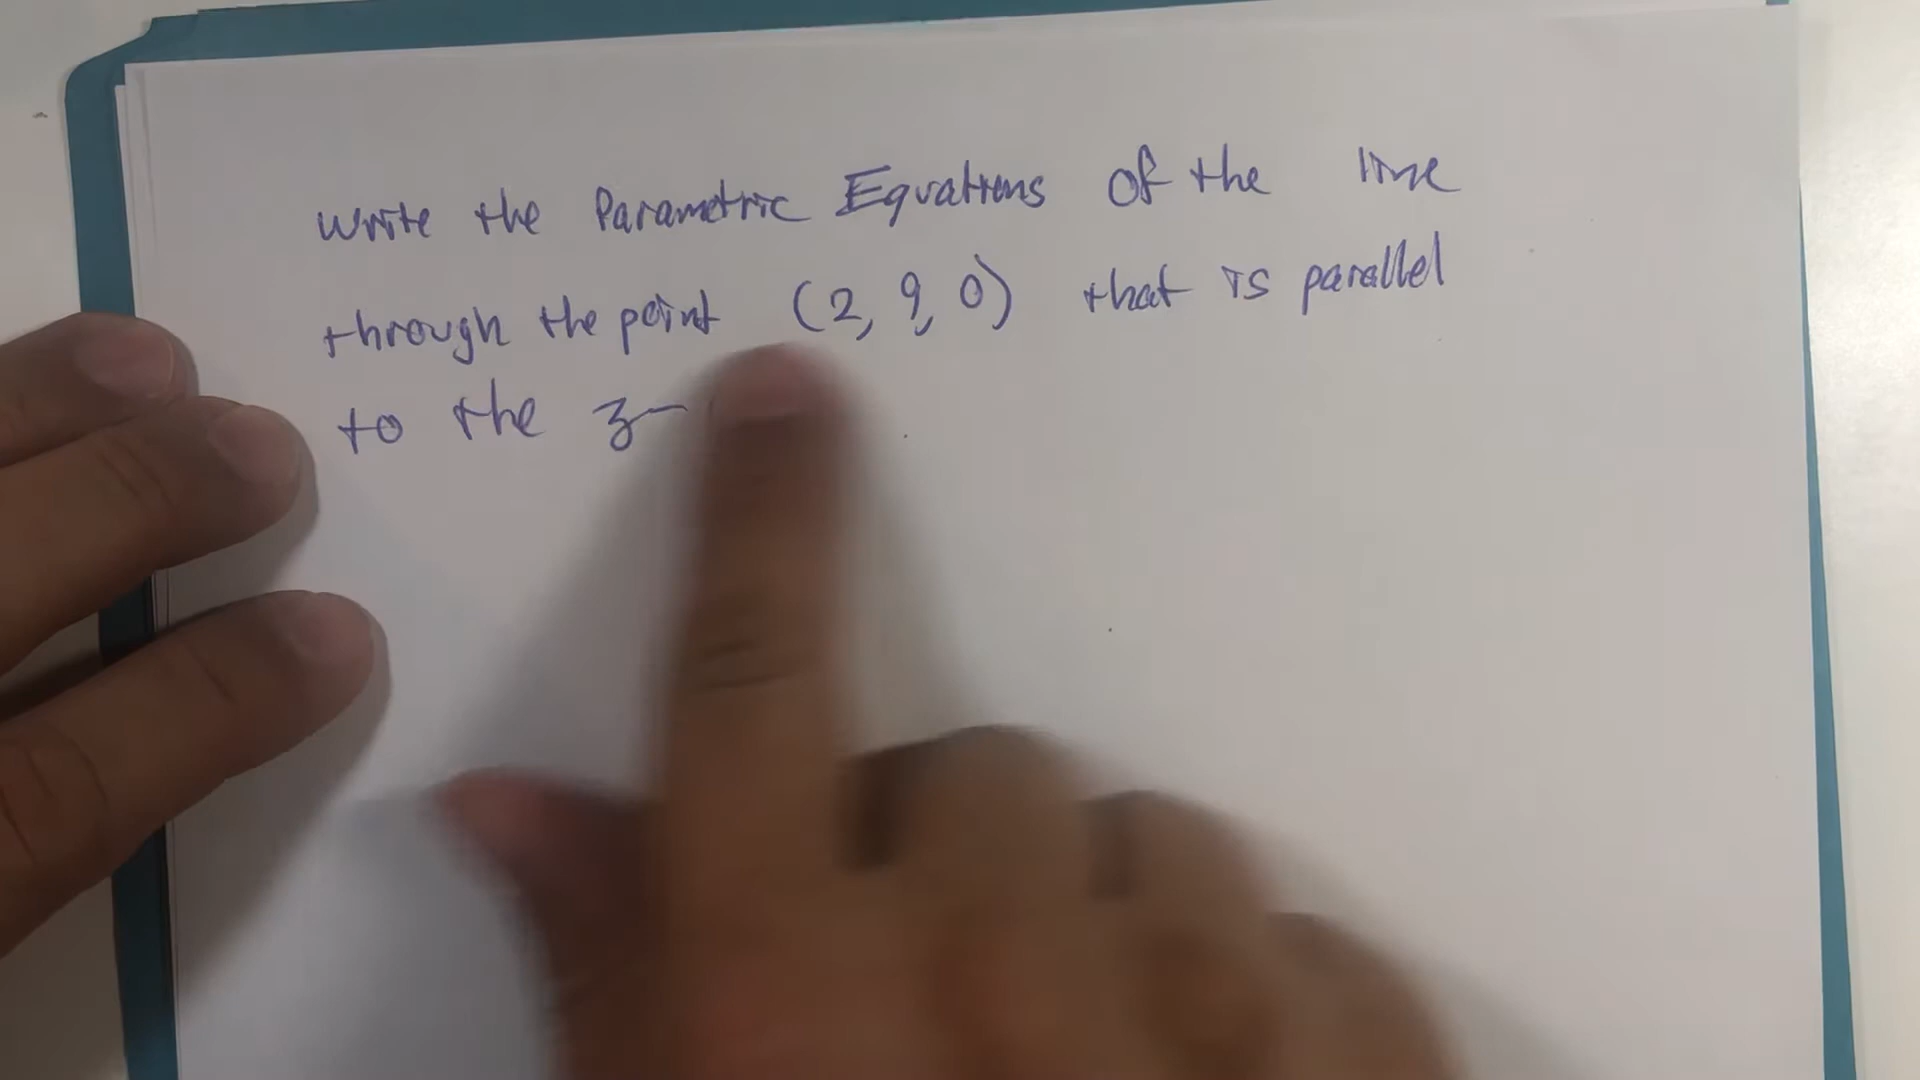 Write the Parametric Equations of the line
through the point (2, 9, 0) that is parallel
to the z-